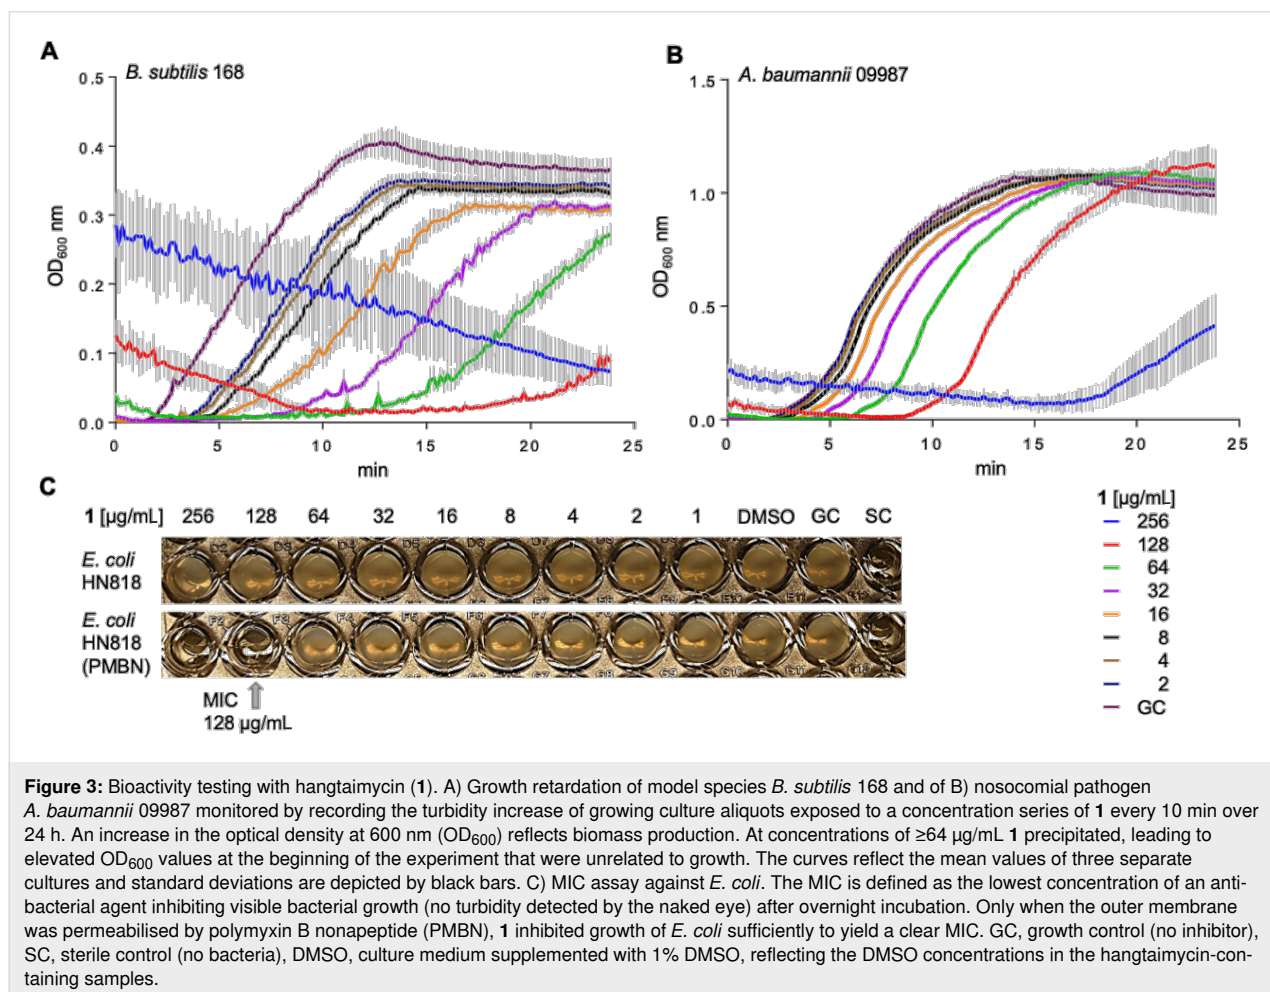 A
B. subtilis 168
0.5
0.4
0.3
0.2
0.1
0.0
OD600 nm
0 5 10 15 20 25
min
B
A. baumannii 09987
1.5
1.0
0.5
0.0
OD600 nm
0 5 10 15 20 25
min
C
1 [µg/mL] 256 128 64 32 16 8 4 2 1 DMSO GC SC
E. coli
HN818
E. coli
HN818
(PMBN)
MIC
128 µg/mL
1 [µg/mL]
256
128
64
32
16
8
4
2
GC
Figure 3: Bioactivity testing with hangtaimycin (1). A) Growth retardation of model species B. subtilis 168 and of B) nosocomial pathogen
A. baumannii 09987 monitored by recording the turbidity increase of growing culture aliquots exposed to a concentration series of 1 every 10 min over
24 h. An increase in the optical density at 600 nm (OD600) reflects biomass production. At concentrations of ≥64 µg/mL 1 precipitated, leading to
elevated OD600 values at the beginning of the experiment that were unrelated to growth. The curves reflect the mean values of three separate
cultures and standard deviations are depicted by black bars. C) MIC assay against E. coli. The MIC is defined as the lowest concentration of an anti-
bacterial agent inhibiting visible bacterial growth (no turbidity detected by the naked eye) after overnight incubation. Only when the outer membrane
was permeabilised by polymyxin B nonapeptide (PMBN), 1 inhibited growth of E. coli sufficiently to yield a clear MIC. GC, growth control (no inhibitor),
SC, sterile control (no bacteria), DMSO, culture medium supplemented with 1% DMSO, reflecting the DMSO concentrations in the hangtaimycin-con-
taining samples.